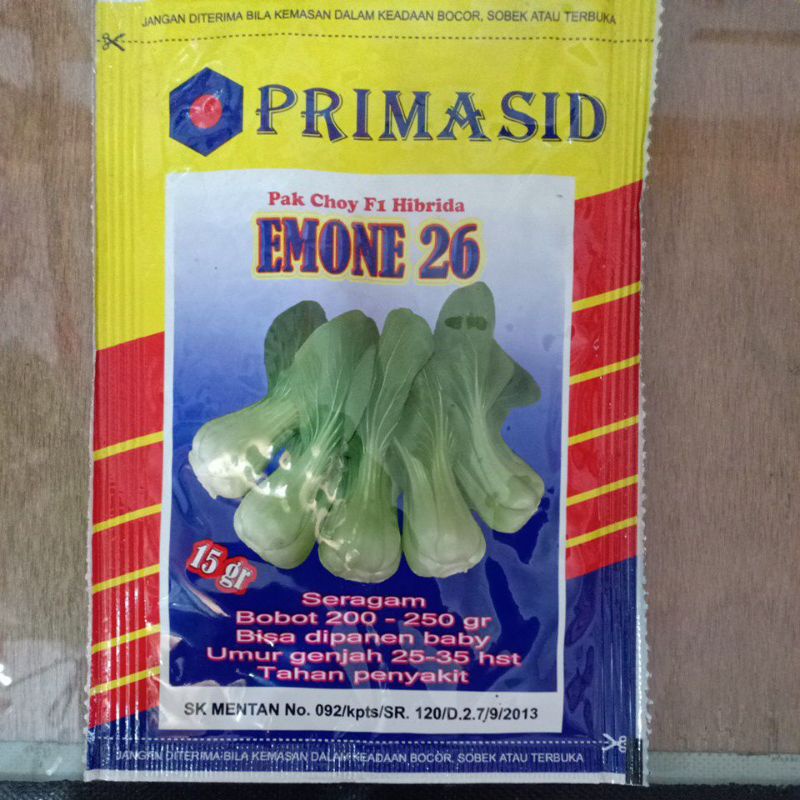 JANGAN DITERIMA BILA KEMASAN DALAM KEADAAN BOCOR, SOBEK ATAU TERBUKA
PRIMASID
Pak Choy F1 Hibrida
EMONE 26
15 gr
Seragam
Bobot 200 - 250 gr
Bisa dipanen baby
Umur genjah 25-35 hst
Tahan penyakit
SK MENTAN No. 092/kpts/SR. 120/D.2.7/9/2013
JANGAN DITERIMA BILA KEMASAN DALAM KEADAAN BOCOR, SOBEK ATAU TERBUKA